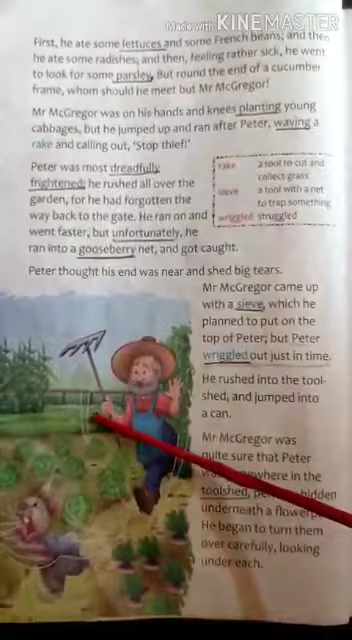 Made with KINEMASTER
First, he ate some lettuces and some French beans; and then
he ate some radishes; and then, feeling rather sick, he went
to look for some parsley. But round the end of a cucumber
frame, whom should he meet but Mr McGregor!
Mr McGregor was on his hands and knees planting young
cabbages, but he jumped up and ran after Peter, waving a
rake and calling out, 'Stop thief!'
Peter was most dreadfully
frightened; he rushed all over the
garden, for he had forgotten the
way back to the gate. He ran on and
went faster, but unfortunately, he
ran into a gooseberry net, and got caught.
rake a tool to cut and
collect grass
sieve a tool with a net
to trap something
wriggled struggled
Peter thought his end was near and shed big tears.
Mr McGregor came up
with a sieve, which he
planned to put on the
top of Peter; but Peter
wriggled out just in time.
He rushed into the tool-
shed, and jumped into
a can.
Mr McGregor was
quite sure that Peter
in the
toolshed, hidden
underneath a
He began to turn them
over carefully, looking
under each.